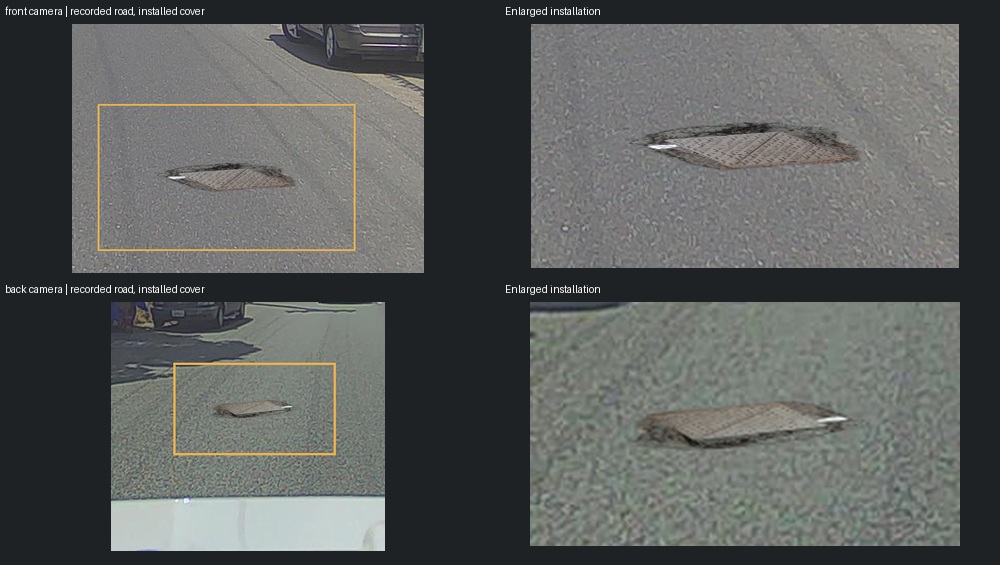 front camera | recorded road, installed cover
Enlarged installation
back camera | recorded road, installed cover
Enlarged installation